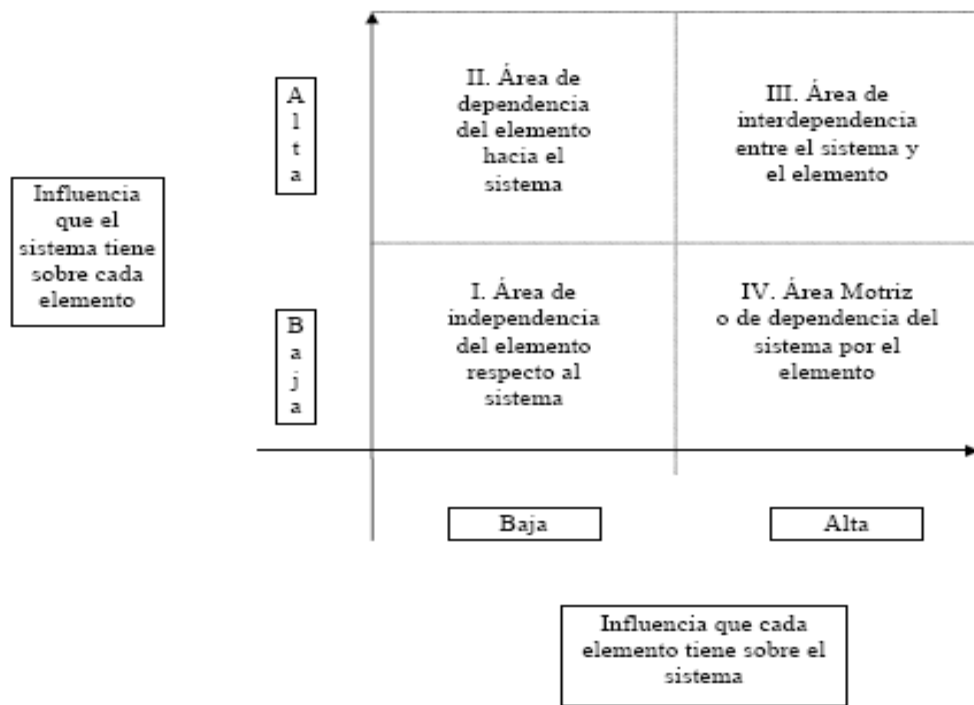 II. Área de
dependencia
del elemento
hacia el
sistema
III. Área de
interdependencia
entre el sistema y
el elemento
A
l
t
a
Influencia
que el
sistema tiene
sobre cada
elemento
I. Área de
independencia
del elemento
respecto al
sistema
IV. Área Motriz
o de dependencia del
sistema por el
elemento
B
a
j
a
Baja
Alta
Influencia que cada
elemento tiene sobre el
sistema